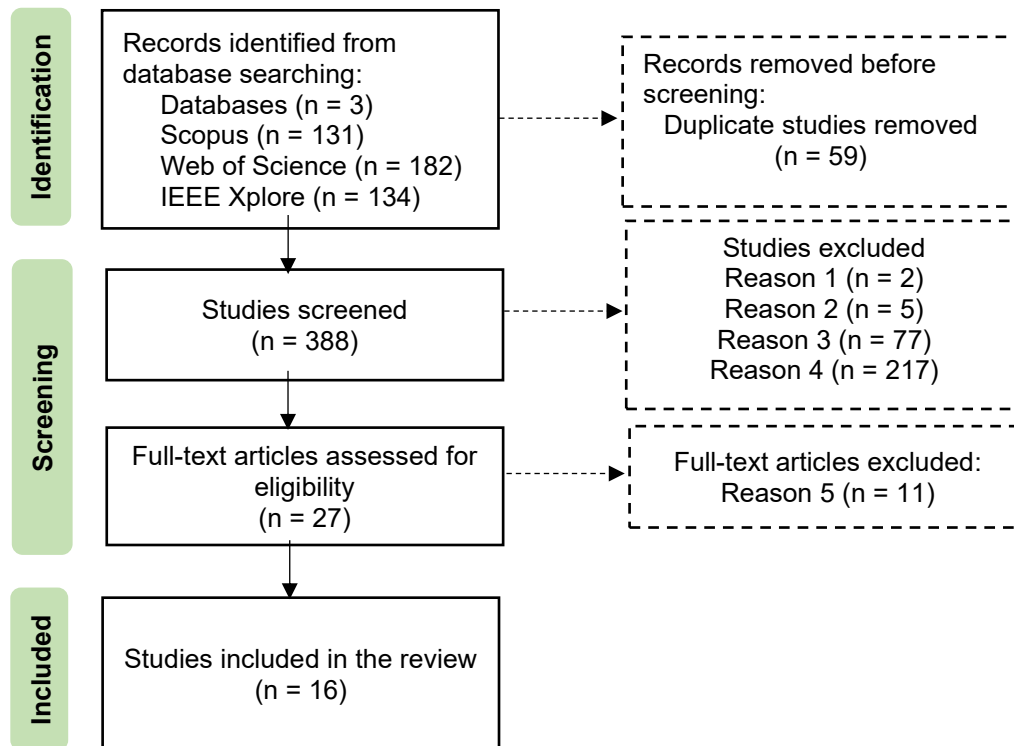 Identification
Records identified from
database searching:
Databases (n = 3)
Scopus (n = 131)
Web of Science (n = 182)
IEEE Xplore (n = 134)
Records removed before
screening:
Duplicate studies removed
(n = 59)
Screening
Studies screened
(n = 388)
Studies excluded
Reason 1 (n = 2)
Reason 2 (n = 5)
Reason 3 (n = 77)
Reason 4 (n = 217)
Full-text articles assessed for
eligibility
(n = 27)
Full-text articles excluded:
Reason 5 (n = 11)
Included
Studies included in the review
(n = 16)